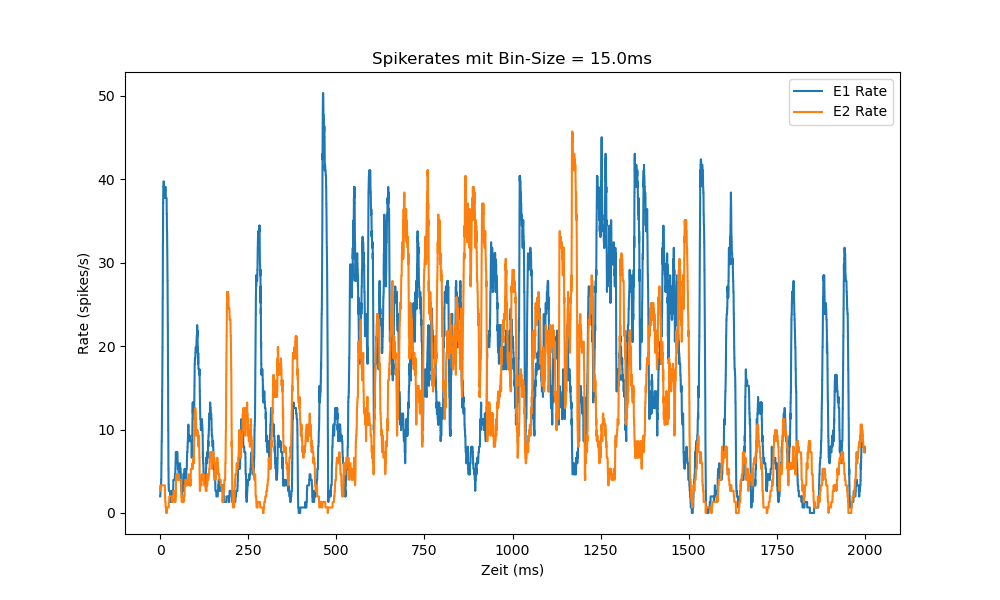 Spikerates mit Bin-Size = 15.0ms
E1 Rate
E2 Rate
Rate (spikes/s)
50
40
30
20
10
0
0 250 500 750 1000 1250 1500 1750 2000
Zeit (ms)